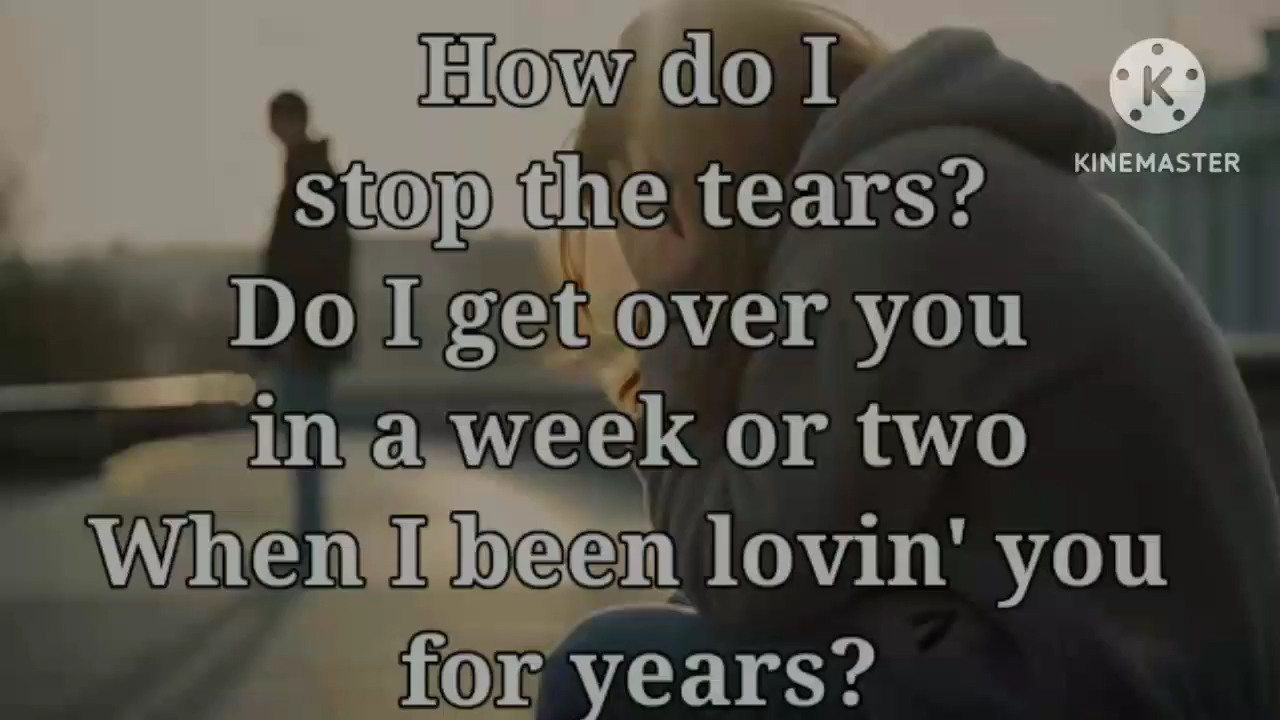 How do I
stop the tears?
Do I get over you
in a week or two
When I been lovin' you
for years?
K
KINEMASTER